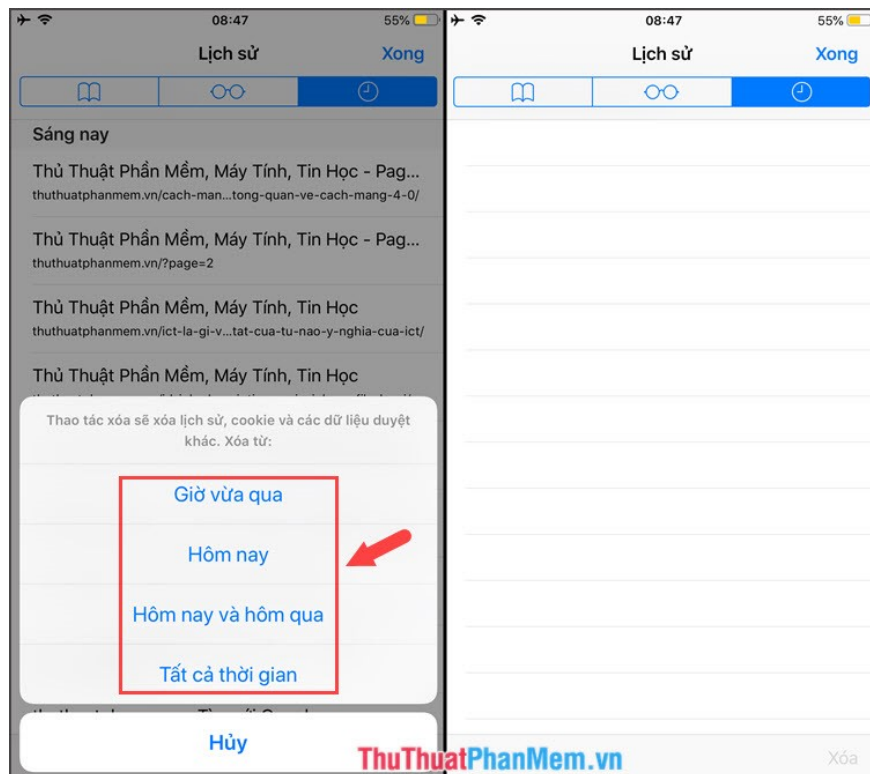 08:47
55%
Lịch sử
Xong
Sáng nay
Thủ Thuật Phần Mềm, Máy Tính, Tin Học - Pag...
thuthuatphanmem.vn/cach-man...tong-quan-ve-cach-mang-4-0/
Thủ Thuật Phần Mềm, Máy Tính, Tin Học - Pag...
thuthuatphanmem.vn/?page=2
Thủ Thuật Phần Mềm, Máy Tính, Tin Học
thuthuatphanmem.vn/ict-la-gi-v...tat-cua-tu-nao-y-nghia-cua-ict/
Thủ Thuật Phần Mềm, Máy Tính, Tin Học
Thao tác xóa sẽ xóa lịch sử, cookie và các dữ liệu duyệt
khác. Xóa từ:
Giờ vừa qua
Hôm nay
Hôm nay và hôm qua
Tất cả thời gian
Hủy
08:47
55%
Lịch sử
Xong
Xóa
ThuThuatPhanMem.vn